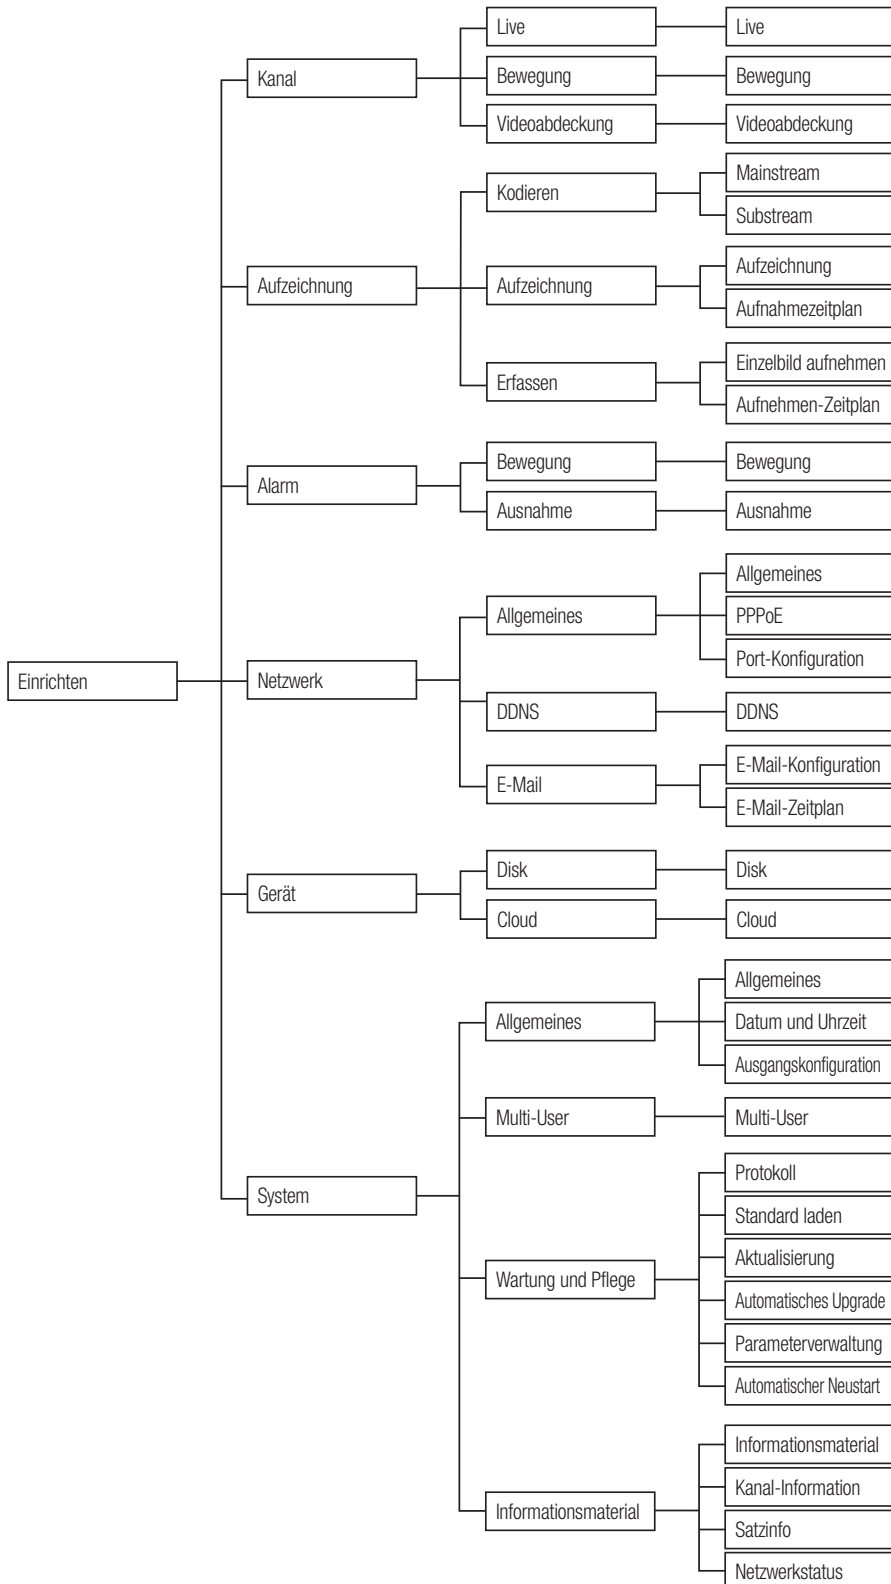 Live
Live
Kanal
Bewegung
Bewegung
Videoabdeckung
Videoabdeckung
Kodieren
Mainstream
Substream
Aufzeichnung
Aufzeichnung
Aufzeichnung
Aufnahmezeitplan
Erfassen
Einzelbild aufnehmen
Aufnehmen-Zeitplan
Alarm
Bewegung
Bewegung
Ausnahme
Ausnahme
Einrichten
Netzwerk
Allgemeines
Allgemeines
PPPoE
Port-Konfiguration
DDNS
DDNS
E-Mail
E-Mail-Konfiguration
E-Mail-Zeitplan
Gerät
Disk
Disk
Cloud
Cloud
System
Allgemeines
Allgemeines
Datum und Uhrzeit
Ausgangskonfiguration
Multi-User
Multi-User
Wartung und Pflege
Protokoll
Standard laden
Aktualisierung
Automatisches Upgrade
Parameterverwaltung
Automatischer Neustart
Informationsmaterial
Informationsmaterial
Kanal-Information
Satzinfo
Netzwerkstatus